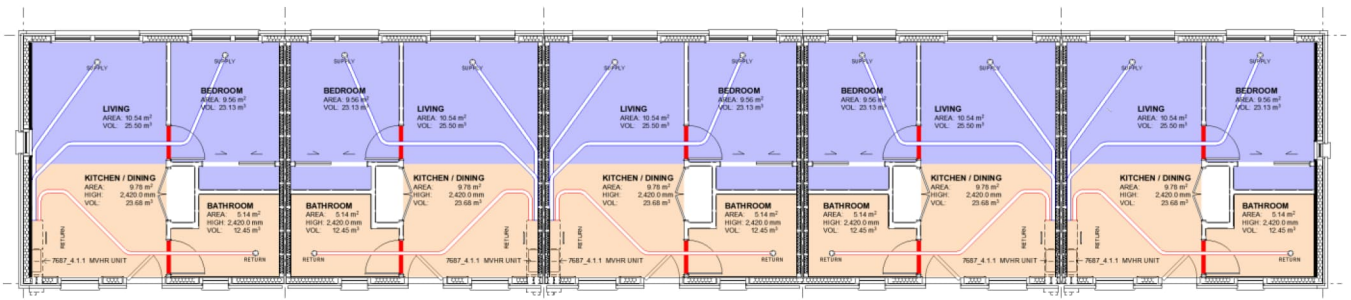 SUPPLY
SUPPLY
LIVING
AREA: 10.54 m²
VOL: 25.50 m³
BEDROOM
AREA: 9.56 m²
VOL: 23.13 m³
KITCHEN / DINING
AREA: 9.78 m²
HIGH: 2,420.0 mm
VOL: 23.68 m³
BATHROOM
AREA: 5.14 m²
HIGH: 2,420.0 mm
VOL: 12.45 m³
RETURN
RETURN
7687_4.1.1 MVHR UNIT
SUPPLY
SUPPLY
BEDROOM
AREA: 9.56 m²
VOL: 23.13 m³
LIVING
AREA: 10.54 m²
VOL: 25.50 m³
KITCHEN / DINING
AREA: 9.78 m²
HIGH: 2,420.0 mm
VOL: 23.68 m³
BATHROOM
AREA: 5.14 m²
HIGH: 2,420.0 mm
VOL: 12.45 m³
RETURN
RETURN
7687_4.1.1 MVHR UNIT
SUPPLY
SUPPLY
LIVING
AREA: 10.54 m²
VOL: 25.50 m³
BEDROOM
AREA: 9.56 m²
VOL: 23.13 m³
KITCHEN / DINING
AREA: 9.78 m²
HIGH: 2,420.0 mm
VOL: 23.68 m³
BATHROOM
AREA: 5.14 m²
HIGH: 2,420.0 mm
VOL: 12.45 m³
RETURN
RETURN
7687_4.1.1 MVHR UNIT
SUPPLY
SUPPLY
BEDROOM
AREA: 9.56 m²
VOL: 23.13 m³
LIVING
AREA: 10.54 m²
VOL: 25.50 m³
KITCHEN / DINING
AREA: 9.78 m²
HIGH: 2,420.0 mm
VOL: 23.68 m³
BATHROOM
AREA: 5.14 m²
HIGH: 2,420.0 mm
VOL: 12.45 m³
RETURN
RETURN
7687_4.1.1 MVHR UNIT
SUPPLY
SUPPLY
LIVING
AREA: 10.54 m²
VOL: 25.50 m³
BEDROOM
AREA: 9.56 m²
VOL: 23.13 m³
KITCHEN / DINING
AREA: 9.78 m²
HIGH: 2,420.0 mm
VOL: 23.68 m³
BATHROOM
AREA: 5.14 m²
HIGH: 2,420.0 mm
VOL: 12.45 m³
RETURN
RETURN
7687_4.1.1 MVHR UNIT